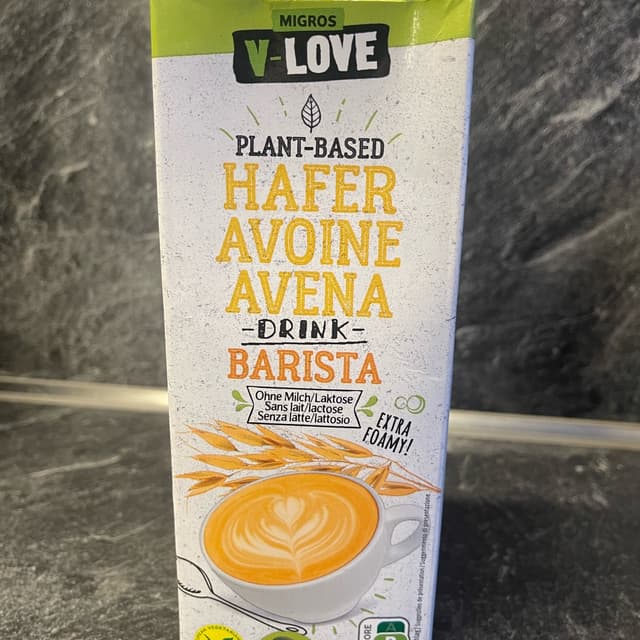 MIGROS
V-LOVE
PLANT-BASED
HAFER
AVOINE
AVENA
-DRINK-
BARISTA
Ohne Milch/Laktose
Sans lait/lactose
Senza latte/lattosio
EXTRA
FOAMY!